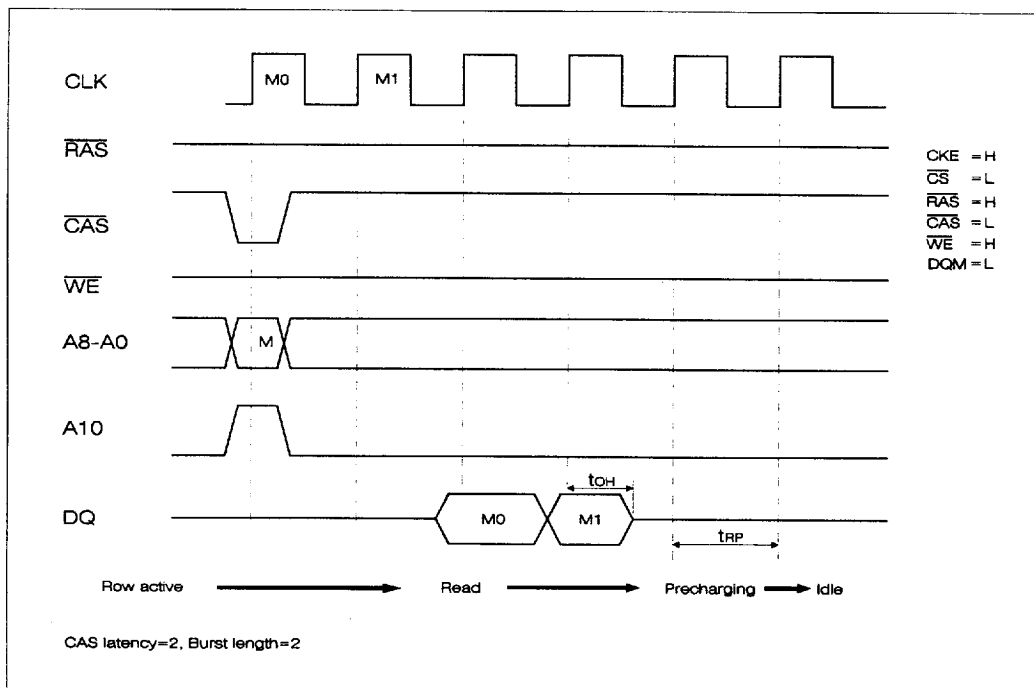 CLK
M0
M1
RAS
CAS
WE
A8-A0
M
A10
DQ
M0
M1
tOH
tRP
CKE =H
CS =L
RAS =H
CAS =L
WE =H
DQM =L
Row active
Read
Precharging
Idle
CAS latency=2, Burst length=2